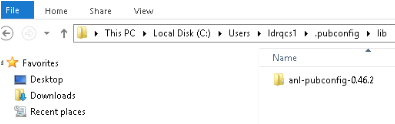 File Home Share View
This PC Local Disk (C:) Users ldrqcs1 .pubconfig lib
Name
Favorites
Desktop
Downloads
Recent places
anl-pubconfig-0.46.2